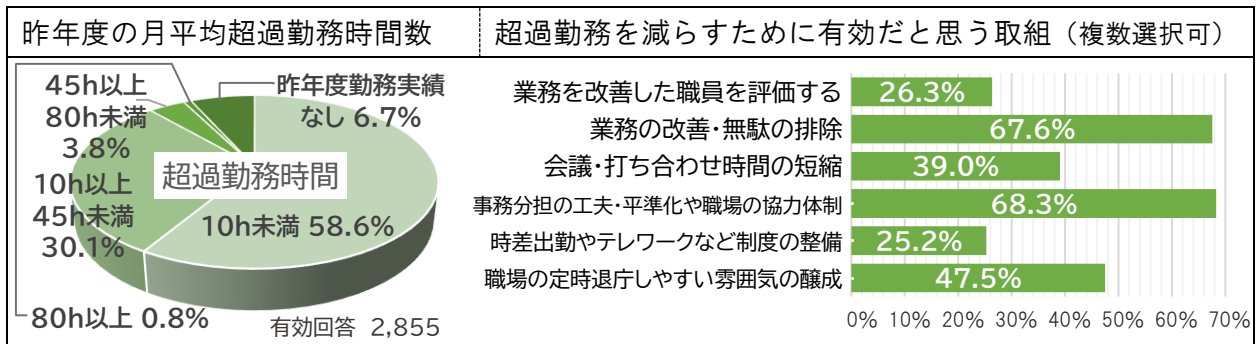 昨年度の月平均超過勤務時間数
45h以上
80h未満
3.8%
昨年度勤務実績
なし 6.7%
超過勤務時間
10h以上
45h未満
30.1%
10h未満 58.6%
80h以上 0.8%
有効回答 2,855
超過勤務を減らすために有効だと思う取組（複数選択可）
業務を改善した職員を評価する 26.3%
業務の改善・無駄の排除 67.6%
会議・打ち合わせ時間の短縮 39.0%
事務分担の工夫・平準化や職場の協力体制 68.3%
時差出勤やテレワークなど制度の整備 25.2%
職場の定時退庁しやすい雰囲気の醸成 47.5%
0% 10% 20% 30% 40% 50% 60% 70%